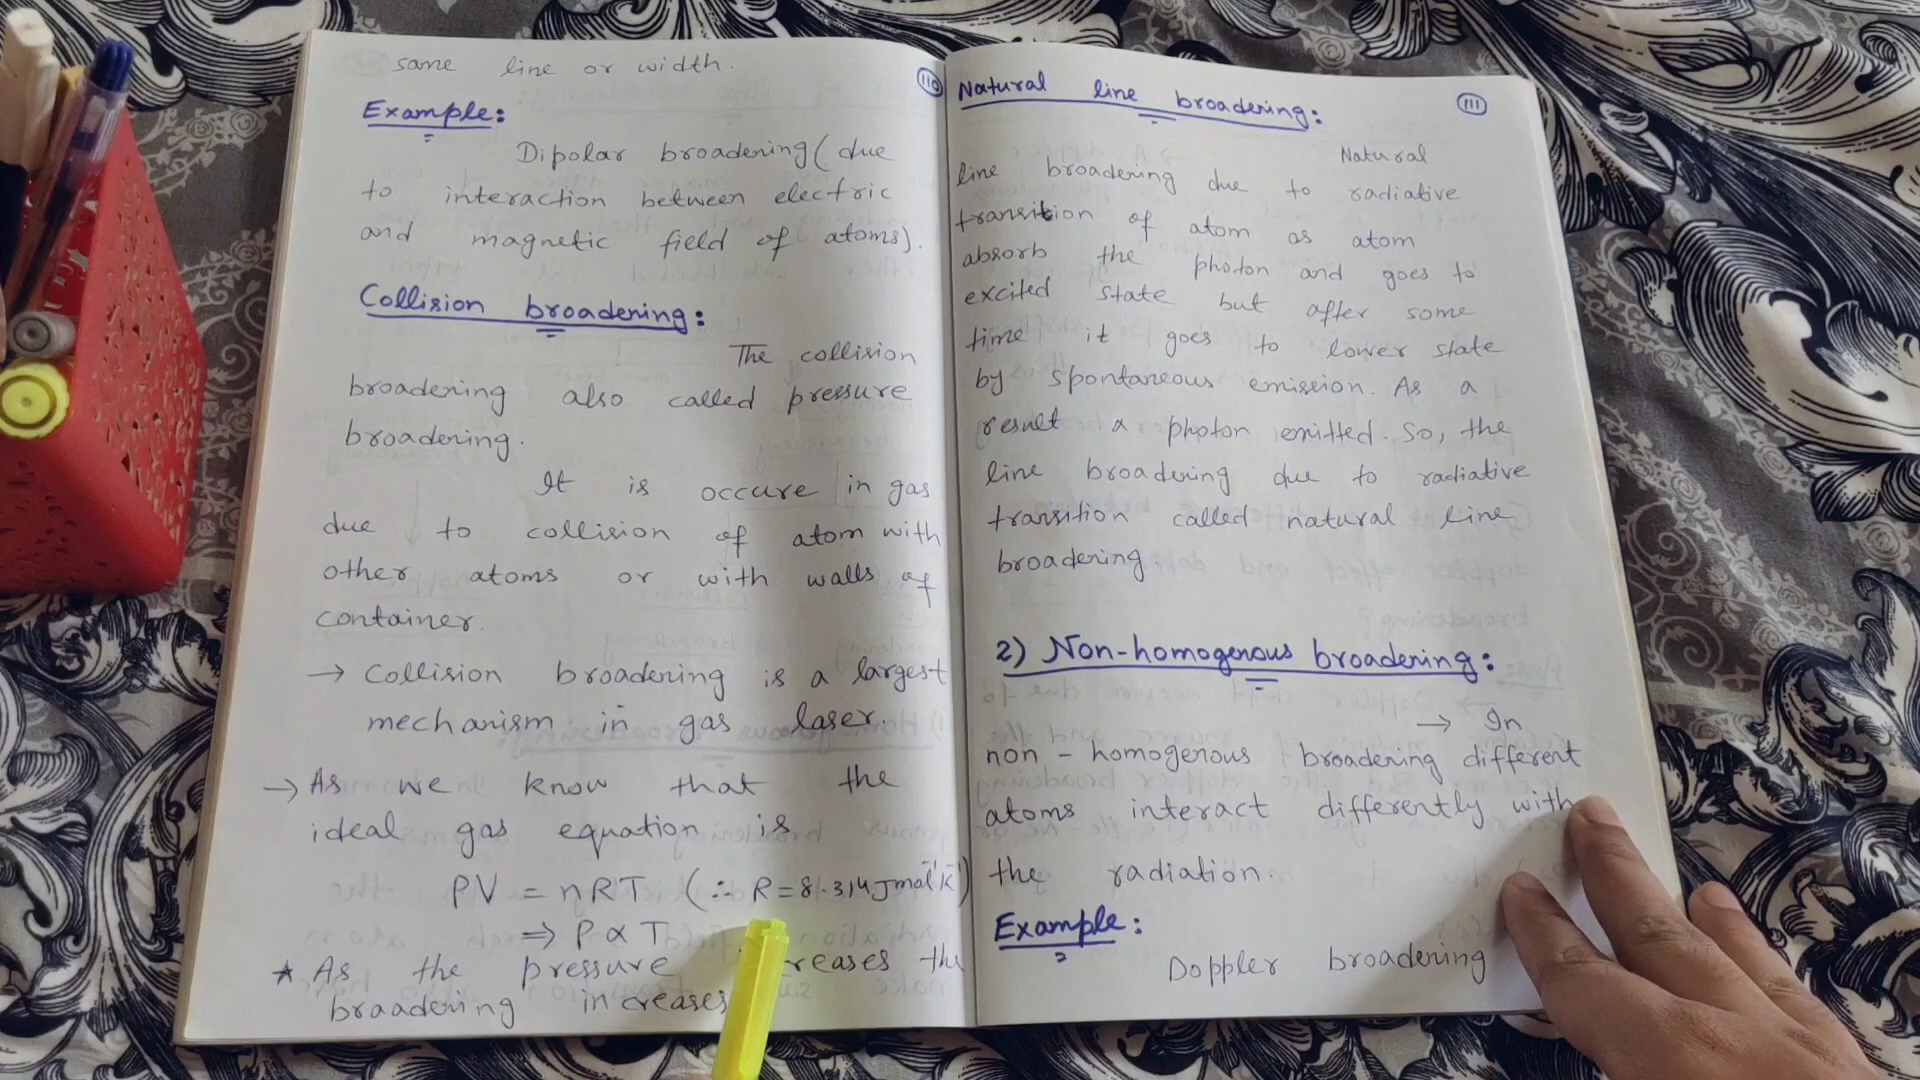 same line or width.
110
Example:
Dipolar broadening (due
to interaction between electric
and magnetic field of atoms).
Collision broadening:
The collision
broadening also called pressure
broadening.
It is occure in gas
due to collision of atom with
other atoms or with walls of
container.
→ Collision broadening is a largest
mechanism in gas laser.
→ As we know that the
ideal gas equation is
PV = nRT (∴ R = 8.314 Jmol⁻¹K⁻¹)
⇒ P ∝ T
* As the pressure reases the
broadening increases
Natural line broadening:
111
Natural
line broadening due to radiative
transition of atom as atom
absorb the photon and goes to
excited state but after some
time it goes to lower state
by spontaneous emission. As a
result a photon emitted. So, the
line broadering due to radiative
transition called natural line
broadening
2) Non-homogenous broadening:
→ In
non-homogenous broadening different
atoms interact differently with
the radiation.
Example:
Doppler broadening